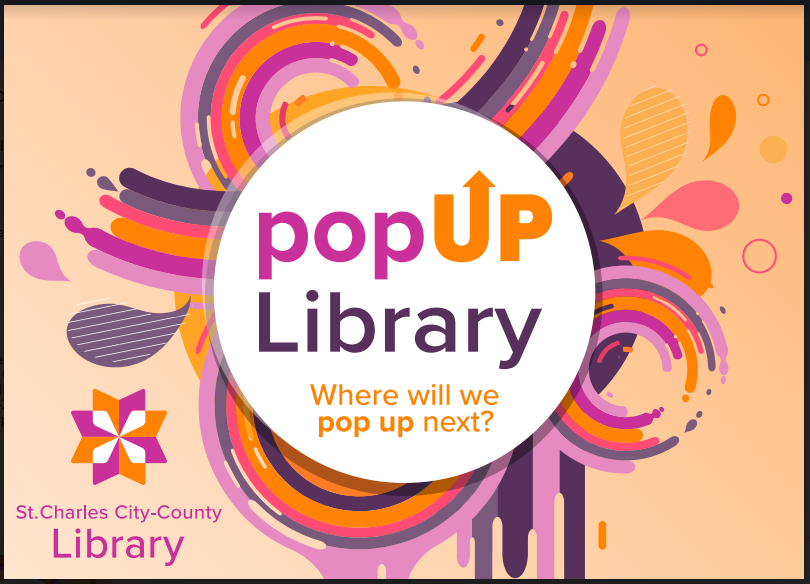 popUP
Library
Where will we
pop up next?
St.Charles City-County
Library